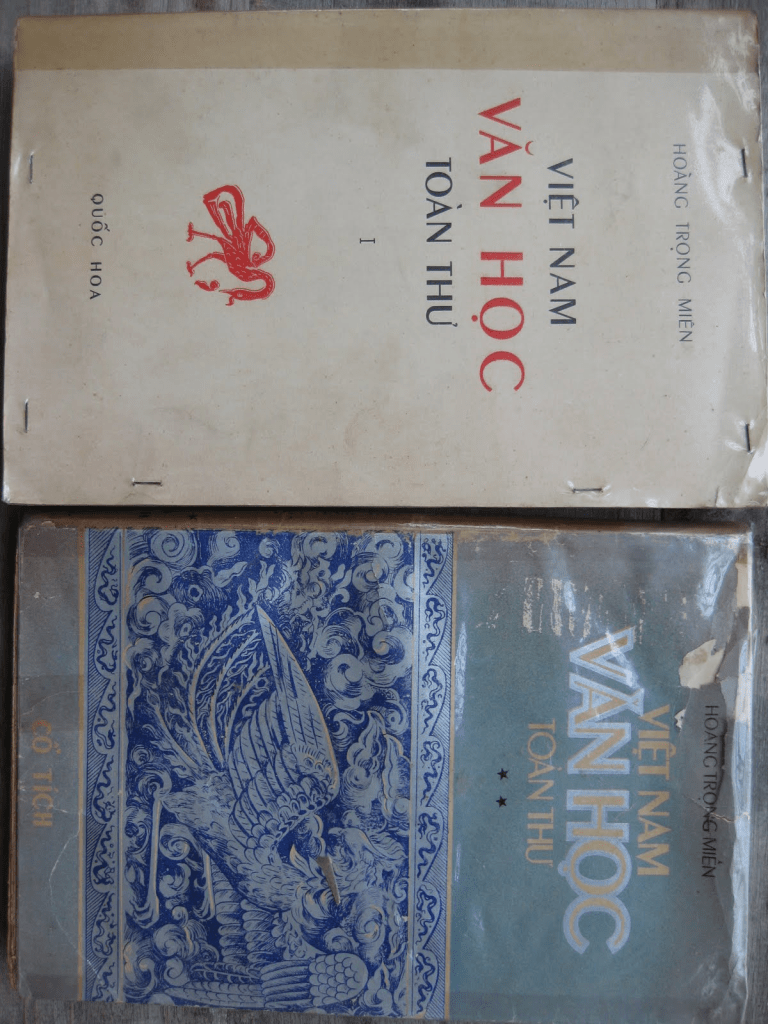 HOÀNG TRỌNG MIÊN
VIỆT NAM
VĂN HỌC
TOÀN THƯ
I
QUỐC HOA
HOÀNG TRỌNG MIÊN
VIỆT NAM
VĂN HỌC
TOÀN THƯ
★ ★
CỔ TÍCH